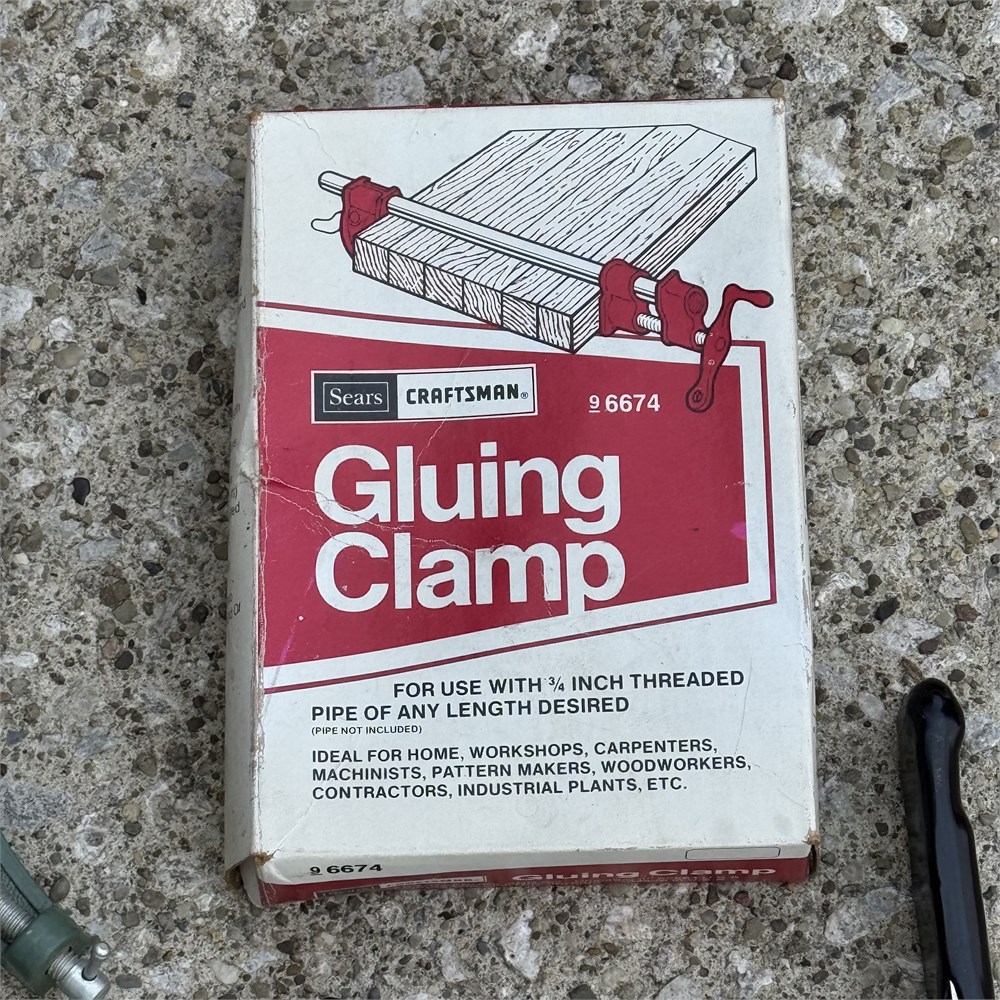 Sears CRAFTSMAN®
9 6674
Gluing
Clamp
FOR USE WITH ¾ INCH THREADED
PIPE OF ANY LENGTH DESIRED
(PIPE NOT INCLUDED)
IDEAL FOR HOME, WORKSHOPS, CARPENTERS,
MACHINISTS, PATTERN MAKERS, WOODWORKERS,
CONTRACTORS, INDUSTRIAL PLANTS, ETC.
9 6674
Gluing Clamp